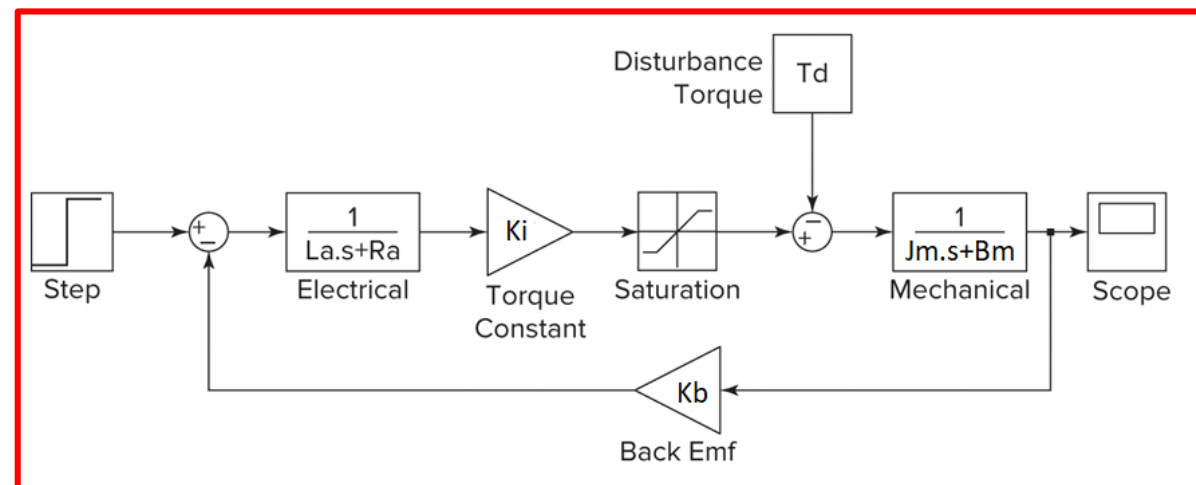 Disturbance
Torque
Td
+
−
1
La.s+Ra
Ki
−
+
1
Jm.s+Bm
Step
Electrical
Torque
Constant
Saturation
Mechanical
Scope
Kb
Back Emf